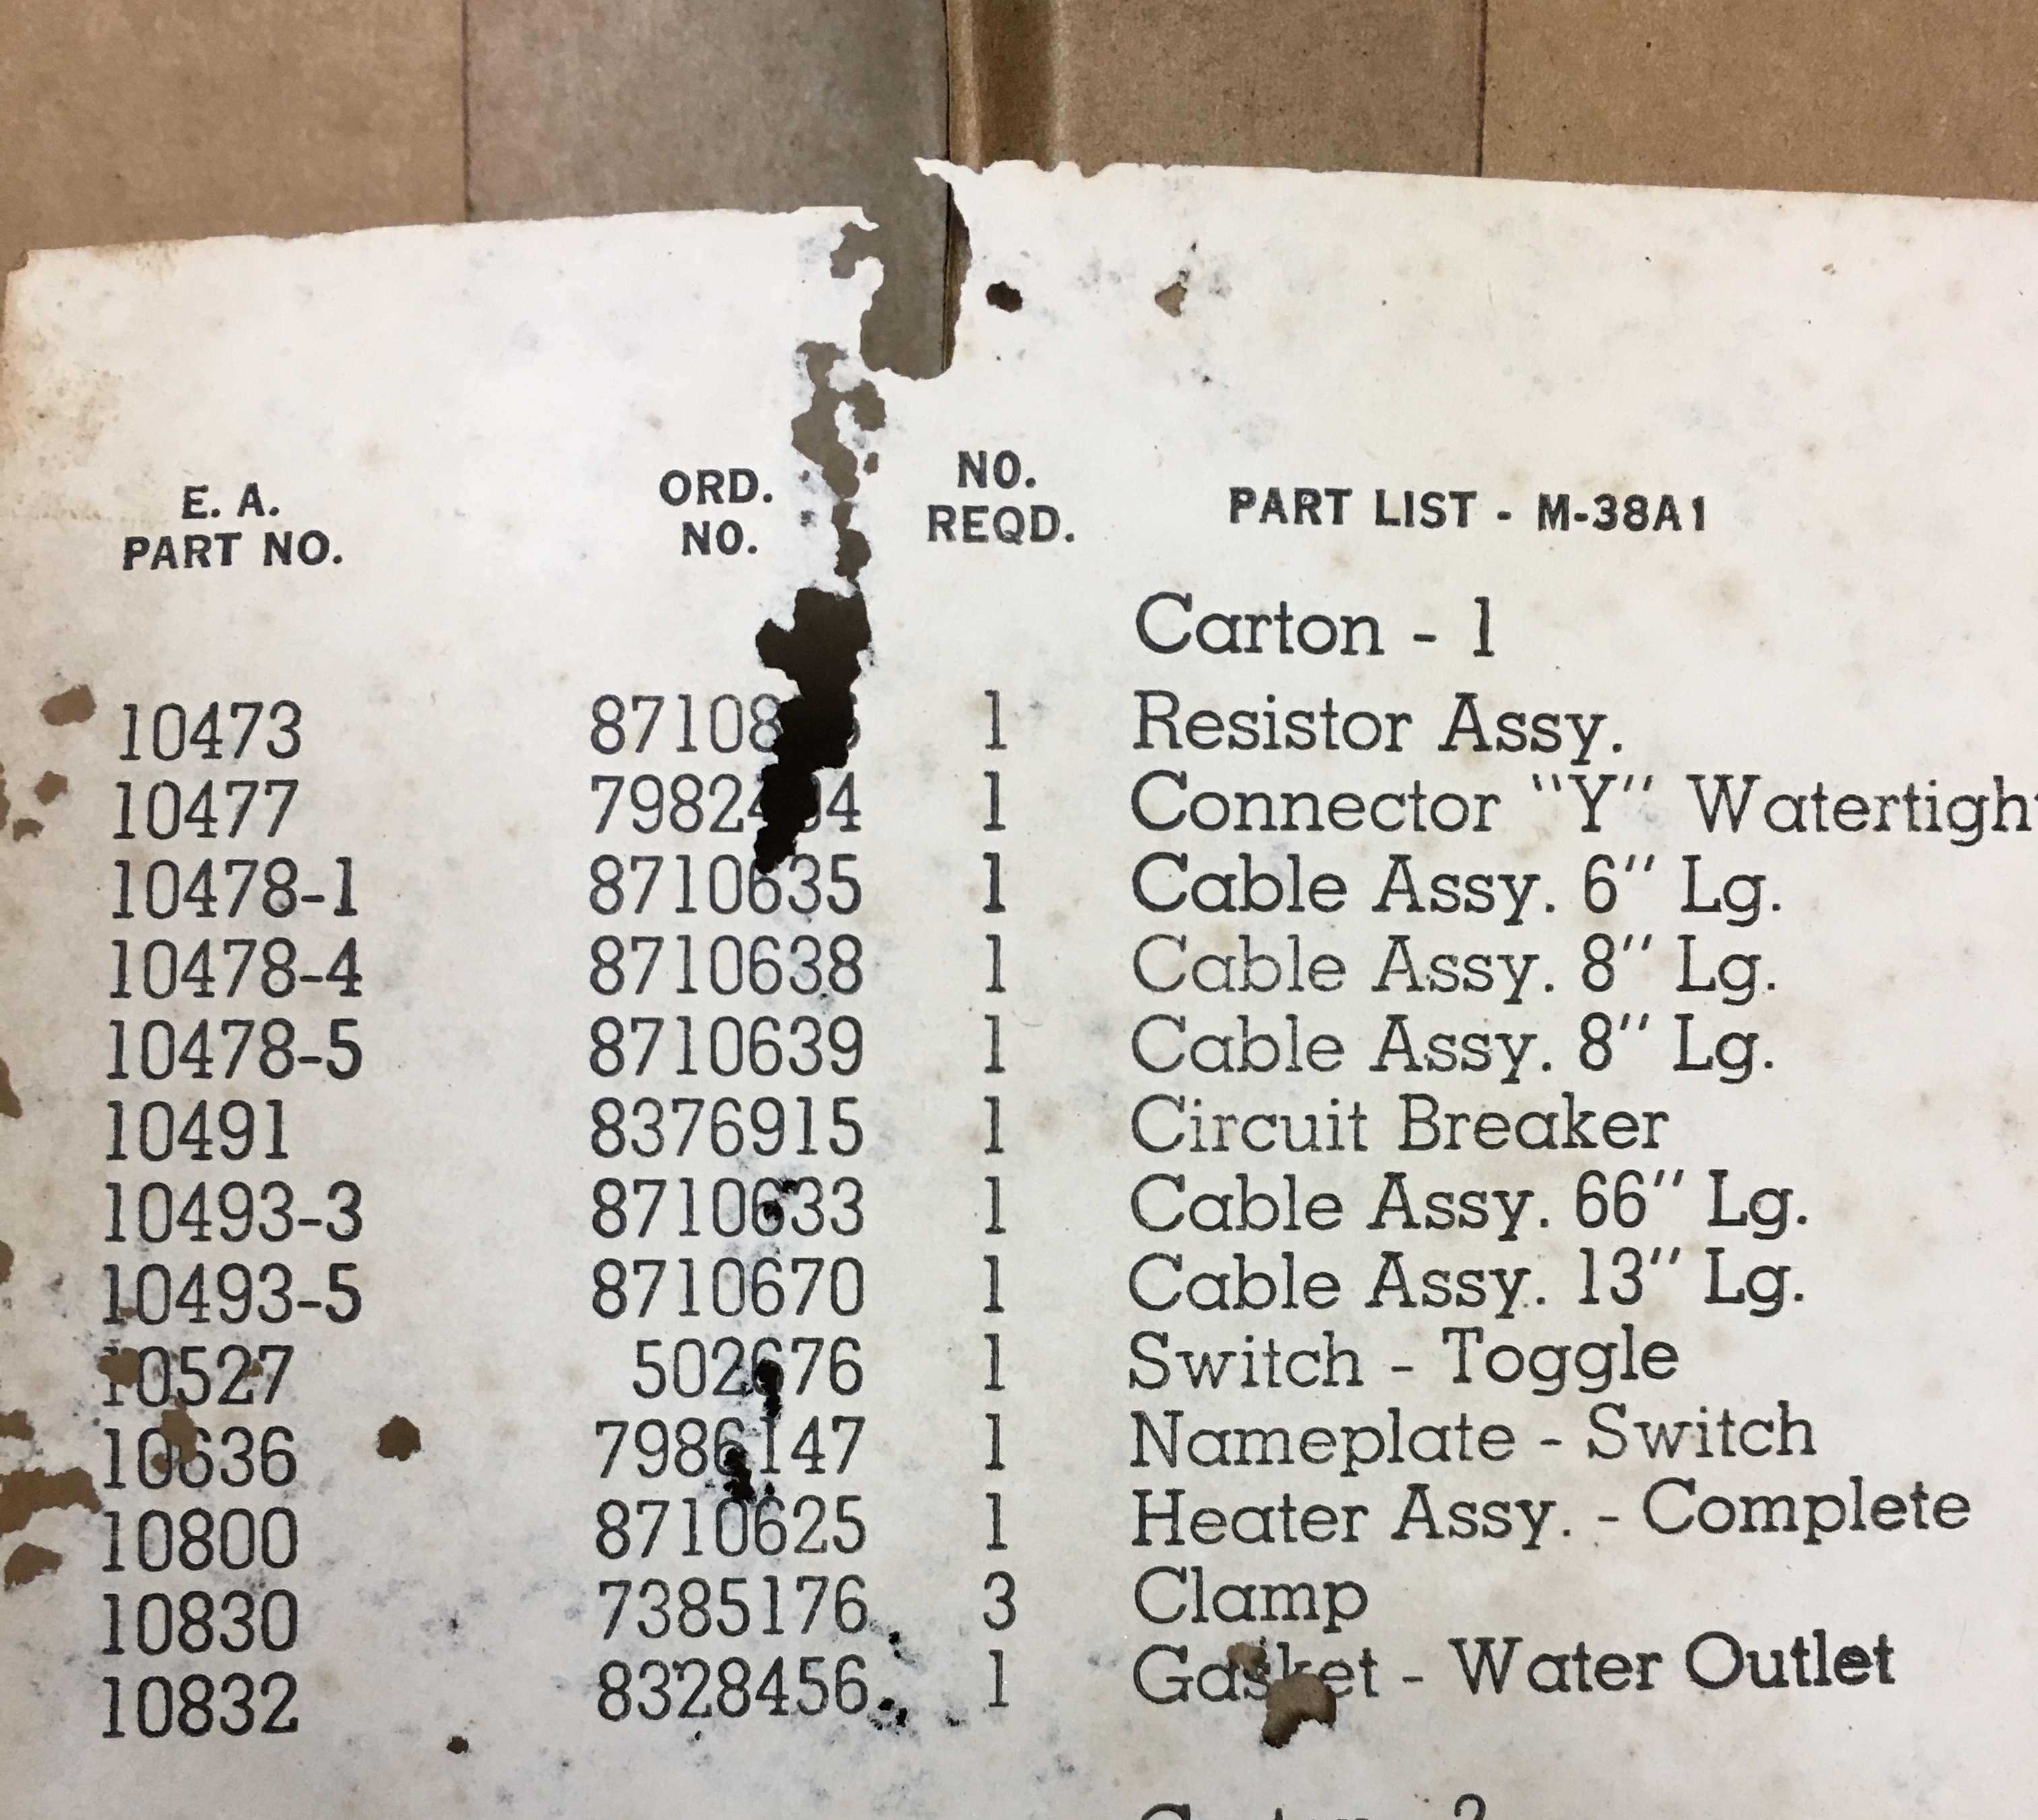 E. A. PART NO. ORD. NO. NO. REQD. PART LIST - M-38A1
Carton - 1
10473 1 Resistor Assy.
10477 1 Connector "Y"
10478-1 8710635 1 Cable Assy. 6" Lg.
10478-4 8710638 1 Cable Assy. 8" Lg.
10478-5 8710639 1 Cable Assy. 8" Lg.
10491 8376915 1 Circuit Breaker
10493-3 8710633 1 Cable Assy. 66" Lg.
10493-5 8710670 1 Cable Assy. 13" Lg.
10527 502676 1 Switch - Toggle
10636 7986147 1 Nameplate - Switch
10800 8710625 1 Heater Assy. - Complete
10830 7385176 3 Clamp
10832 8328456 1 Gasket - Water Outlet